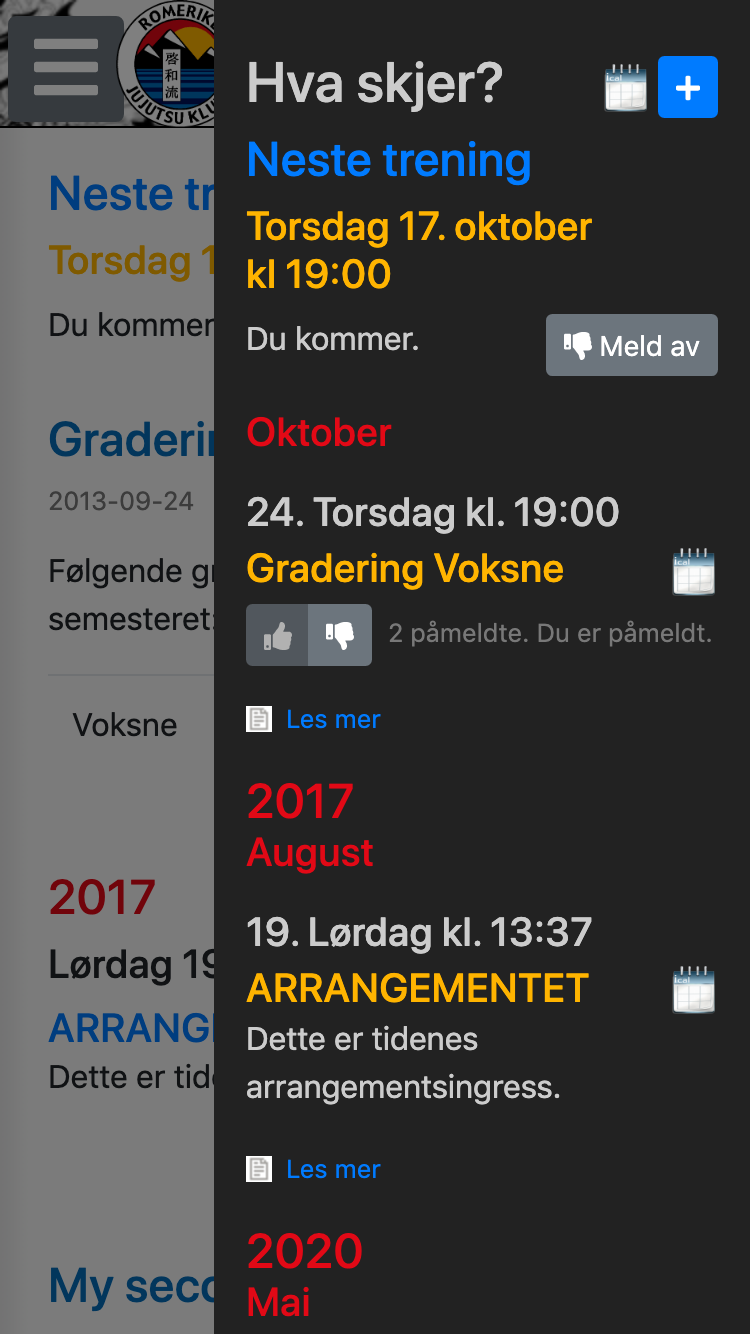 ROMERIKE
啓和流
JUJUTSU KLU
Hva skjer?
ical
+
Neste trening
Torsdag 17. oktober
kl 19:00
Du kommer.
Meld av
Oktober
24. Torsdag kl. 19:00
Gradering Voksne
ical
2 påmeldte. Du er påmeldt.
Les mer
2017
August
19. Lørdag kl. 13:37
ARRANGEMENTET
ical
Dette er tidenes
arrangementsingress.
Les mer
2020
Mai
Neste tr
Torsdag 1
Du kommer
Graderin
2013-09-24
Følgende gr
semesteret:
Voksne
2017
Lørdag 19
ARRANG
Dette er tid
My seco